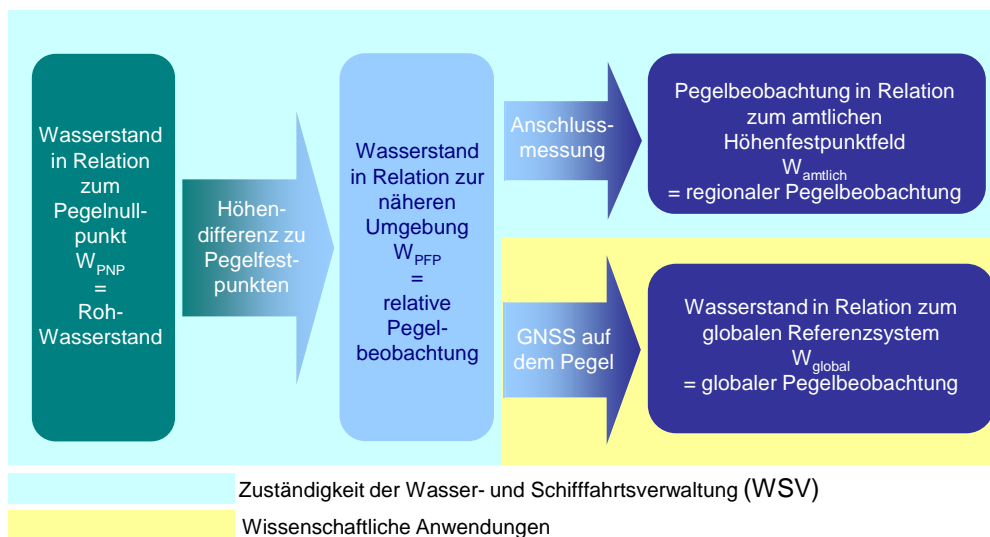 Wasserstand
in Relation
zum
Pegelnull-
punkt
W_PNP
=
Roh-
Wasserstand
Höhen-
differenz zu
Pegelfest-
punkten
Wasserstand
in Relation zur
näheren
Umgebung
W_PFP
=
relative
Pegel-
beobachtung
Anschluss-
messung
Pegelbeobachtung in Relation
zum amtlichen
Höhenfestpunktfeld
W_amtlich
= regionaler Pegelbeobachtung
GNSS auf
dem Pegel
Wasserstand in Relation zum
globalen Referenzsystem
W_global
= globaler Pegelbeobachtung
Zuständigkeit der Wasser- und Schifffahrtsverwaltung (WSV)
Wissenschaftliche Anwendungen